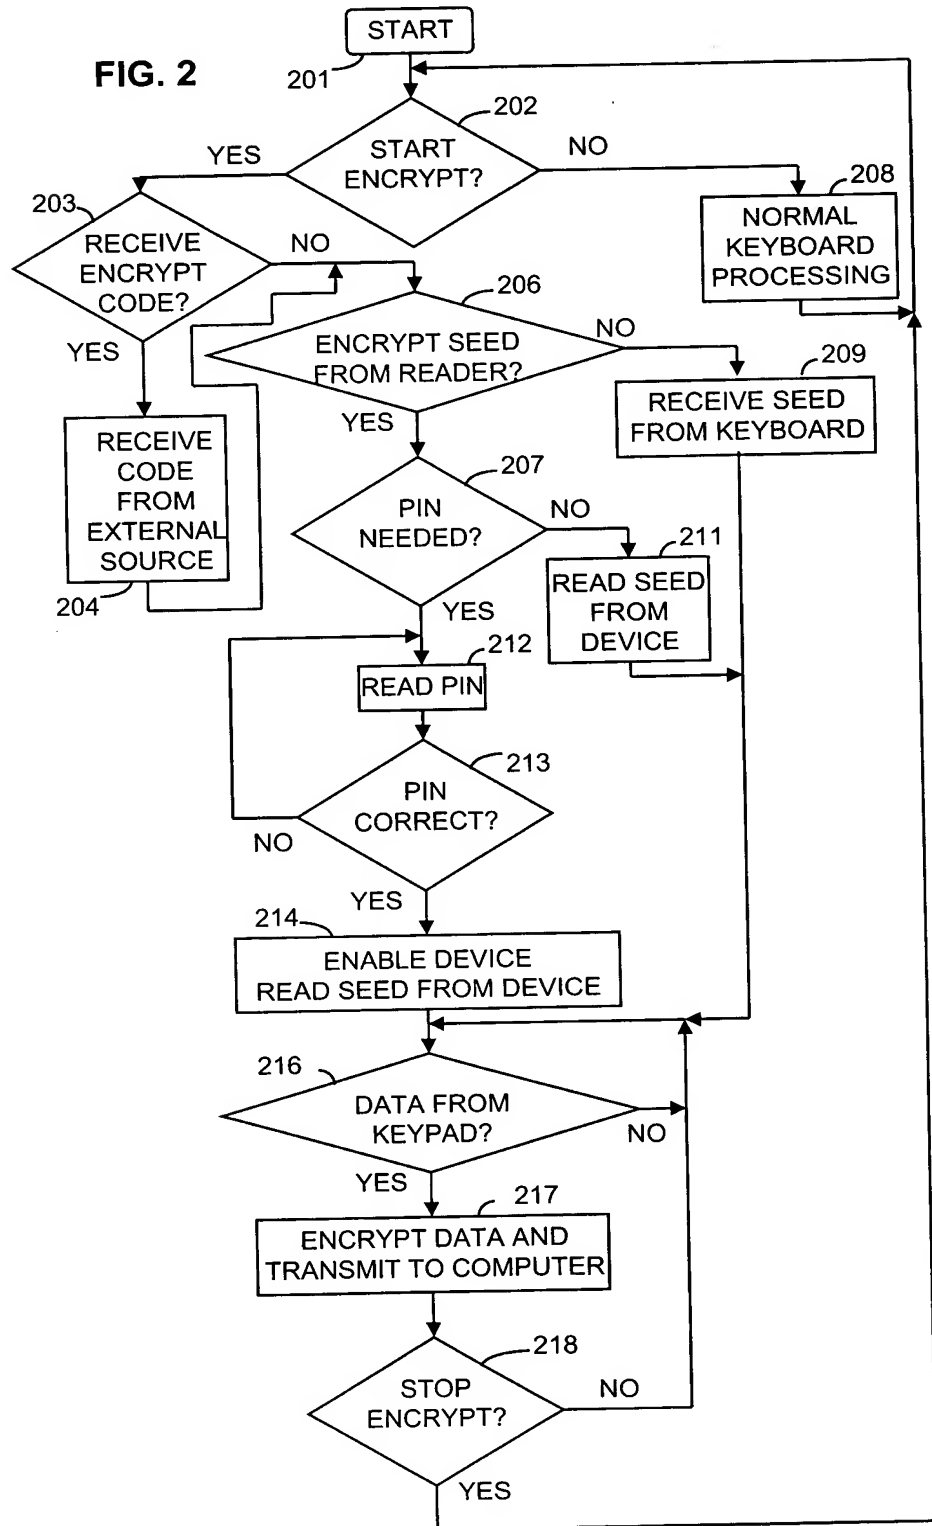 START
FIG. 2
201
202
START
ENCRYPT?
YES
NO
203
RECEIVE
ENCRYPT
CODE?
NO
208
NORMAL
KEYBOARD
PROCESSING
206
ENCRYPT SEED
FROM READER?
NO
YES
209
RECEIVE SEED
FROM KEYBOARD
YES
RECEIVE
CODE
FROM
EXTERNAL
SOURCE
204
207
PIN
NEEDED?
NO
211
READ SEED
FROM
DEVICE
YES
212
READ PIN
213
PIN
CORRECT?
NO
YES
214
ENABLE DEVICE
READ SEED FROM DEVICE
216
DATA FROM
KEYPAD?
NO
YES
217
ENCRYPT DATA AND
TRANSMIT TO COMPUTER
218
STOP
ENCRYPT?
NO
YES